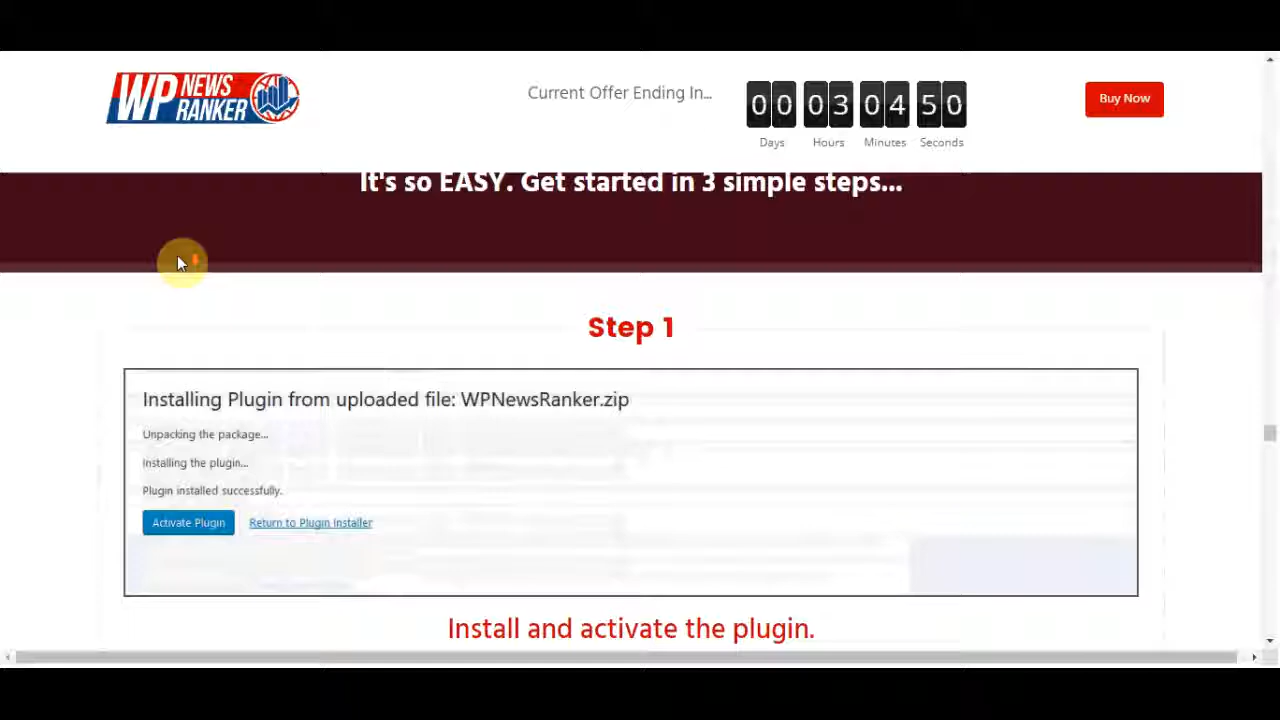 WP NEWS RANKER
Current Offer Ending In...
00 03 04 50
Days Hours Minutes Seconds
Buy Now
It's so EASY. Get started in 3 simple steps...
Step 1
Installing Plugin from uploaded file: WPNewsRanker.zip
Unpacking the package...
Installing the plugin...
Plugin installed successfully.
Activate Plugin Return to Plugin Installer
Install and activate the plugin.